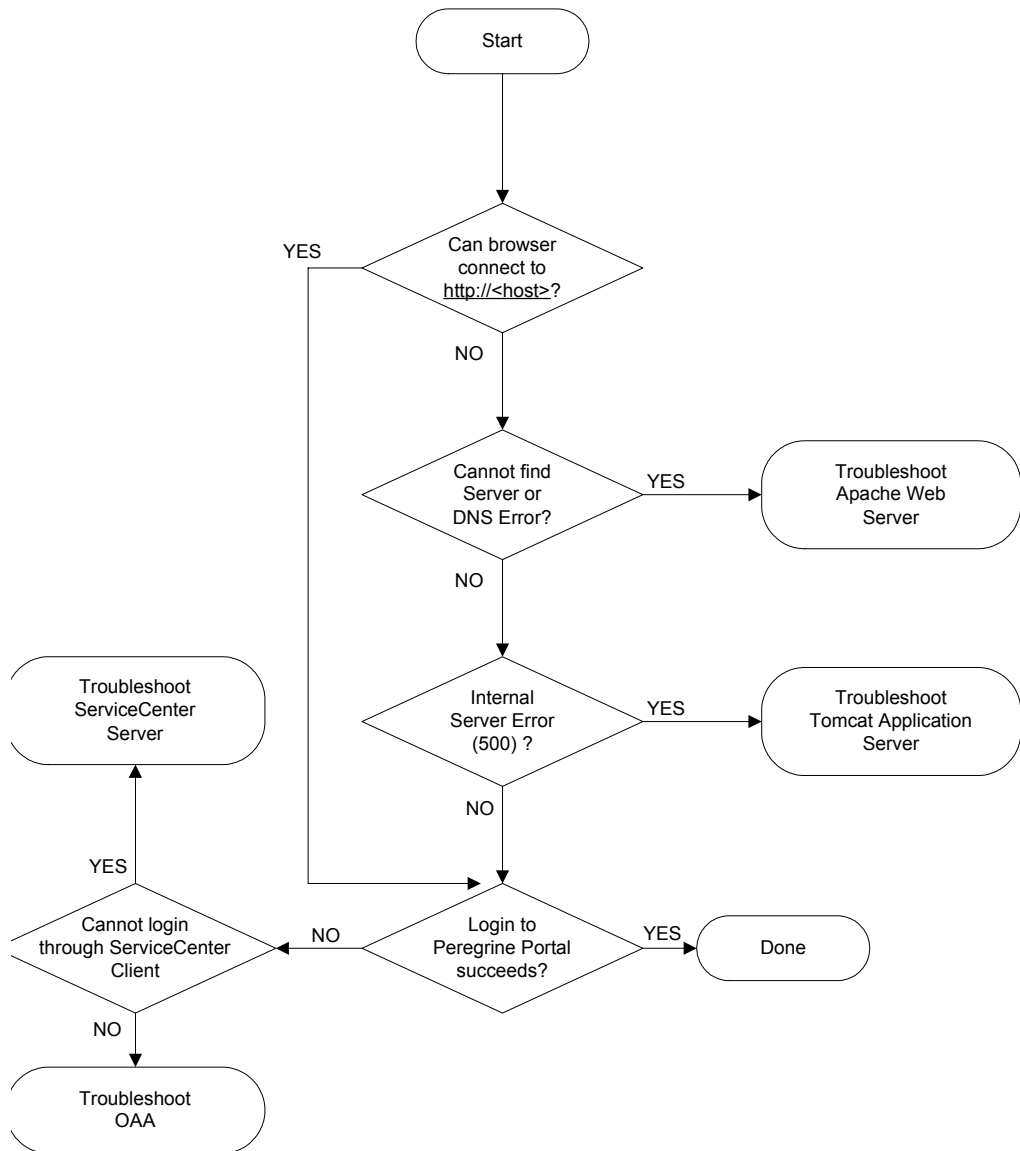 Start
Can browser
connect to
http://<host>?
YES
NO
Cannot find
Server or
DNS Error?
YES
Troubleshoot
Apache Web
Server
NO
Internal
Server Error
(500) ?
YES
Troubleshoot
Tomcat Application
Server
NO
Troubleshoot
ServiceCenter
Server
YES
Cannot login
through ServiceCenter
Client
NO
Login to
Peregrine Portal
succeeds?
YES
Done
NO
Troubleshoot
OAA